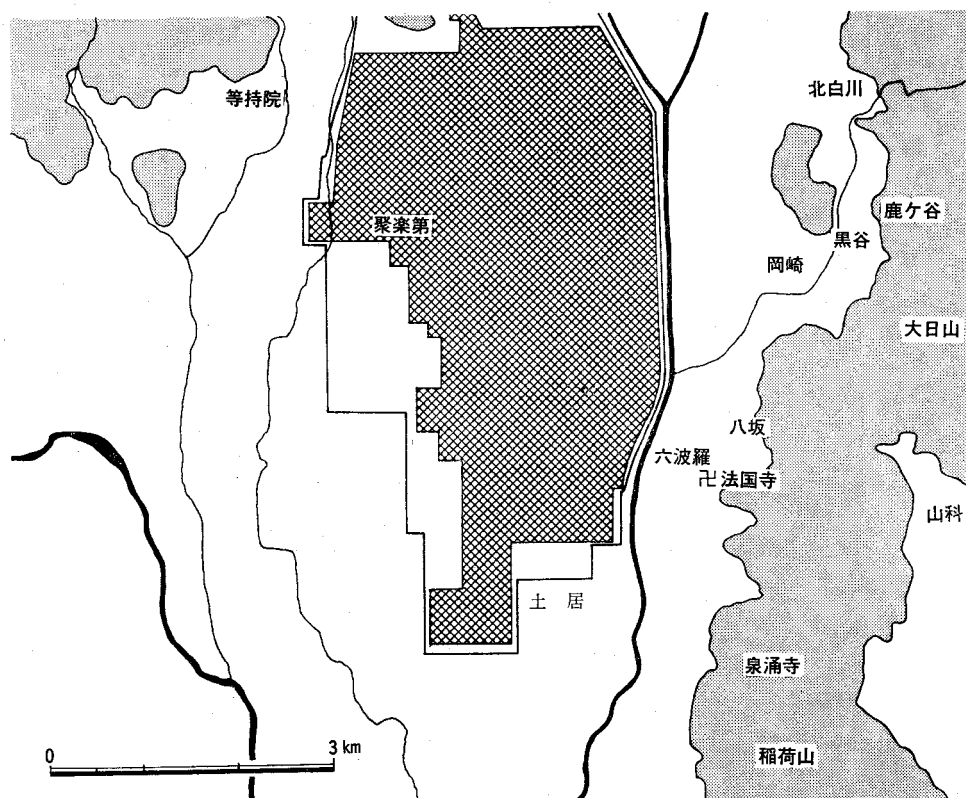 等持院
北白川
聚楽第
鹿ケ谷
黒谷
岡崎
大日山
八坂
六波羅
卍法国寺
山科
土居
泉涌寺
稲荷山
0 3km